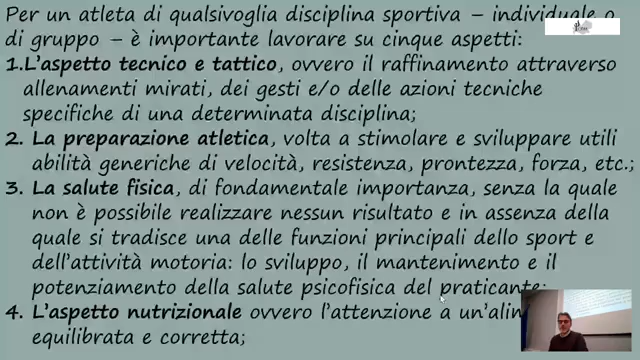 Per un atleta di qualsivoglia disciplina sportiva – individuale o
di gruppo – è importante lavorare su cinque aspetti:
1.L'aspetto tecnico e tattico, ovvero il raffinamento attraverso
allenamenti mirati, dei gesti e/o delle azioni tecniche
specifiche di una determinata disciplina;
2. La preparazione atletica, volta a stimolare e sviluppare utili
abilità generiche di velocità, resistenza, prontezza, forza, etc.;
3. La salute fisica, di fondamentale importanza, senza la quale
non è possibile realizzare nessun risultato e in assenza della
quale si tradisce una delle funzioni principali dello sport e
dell'attività motoria: lo sviluppo, il mantenimento e il
potenziamento della salute psicofisica del praticante;
4. L'aspetto nutrizionale ovvero l'attenzione a un'alim
equilibrata e corretta;